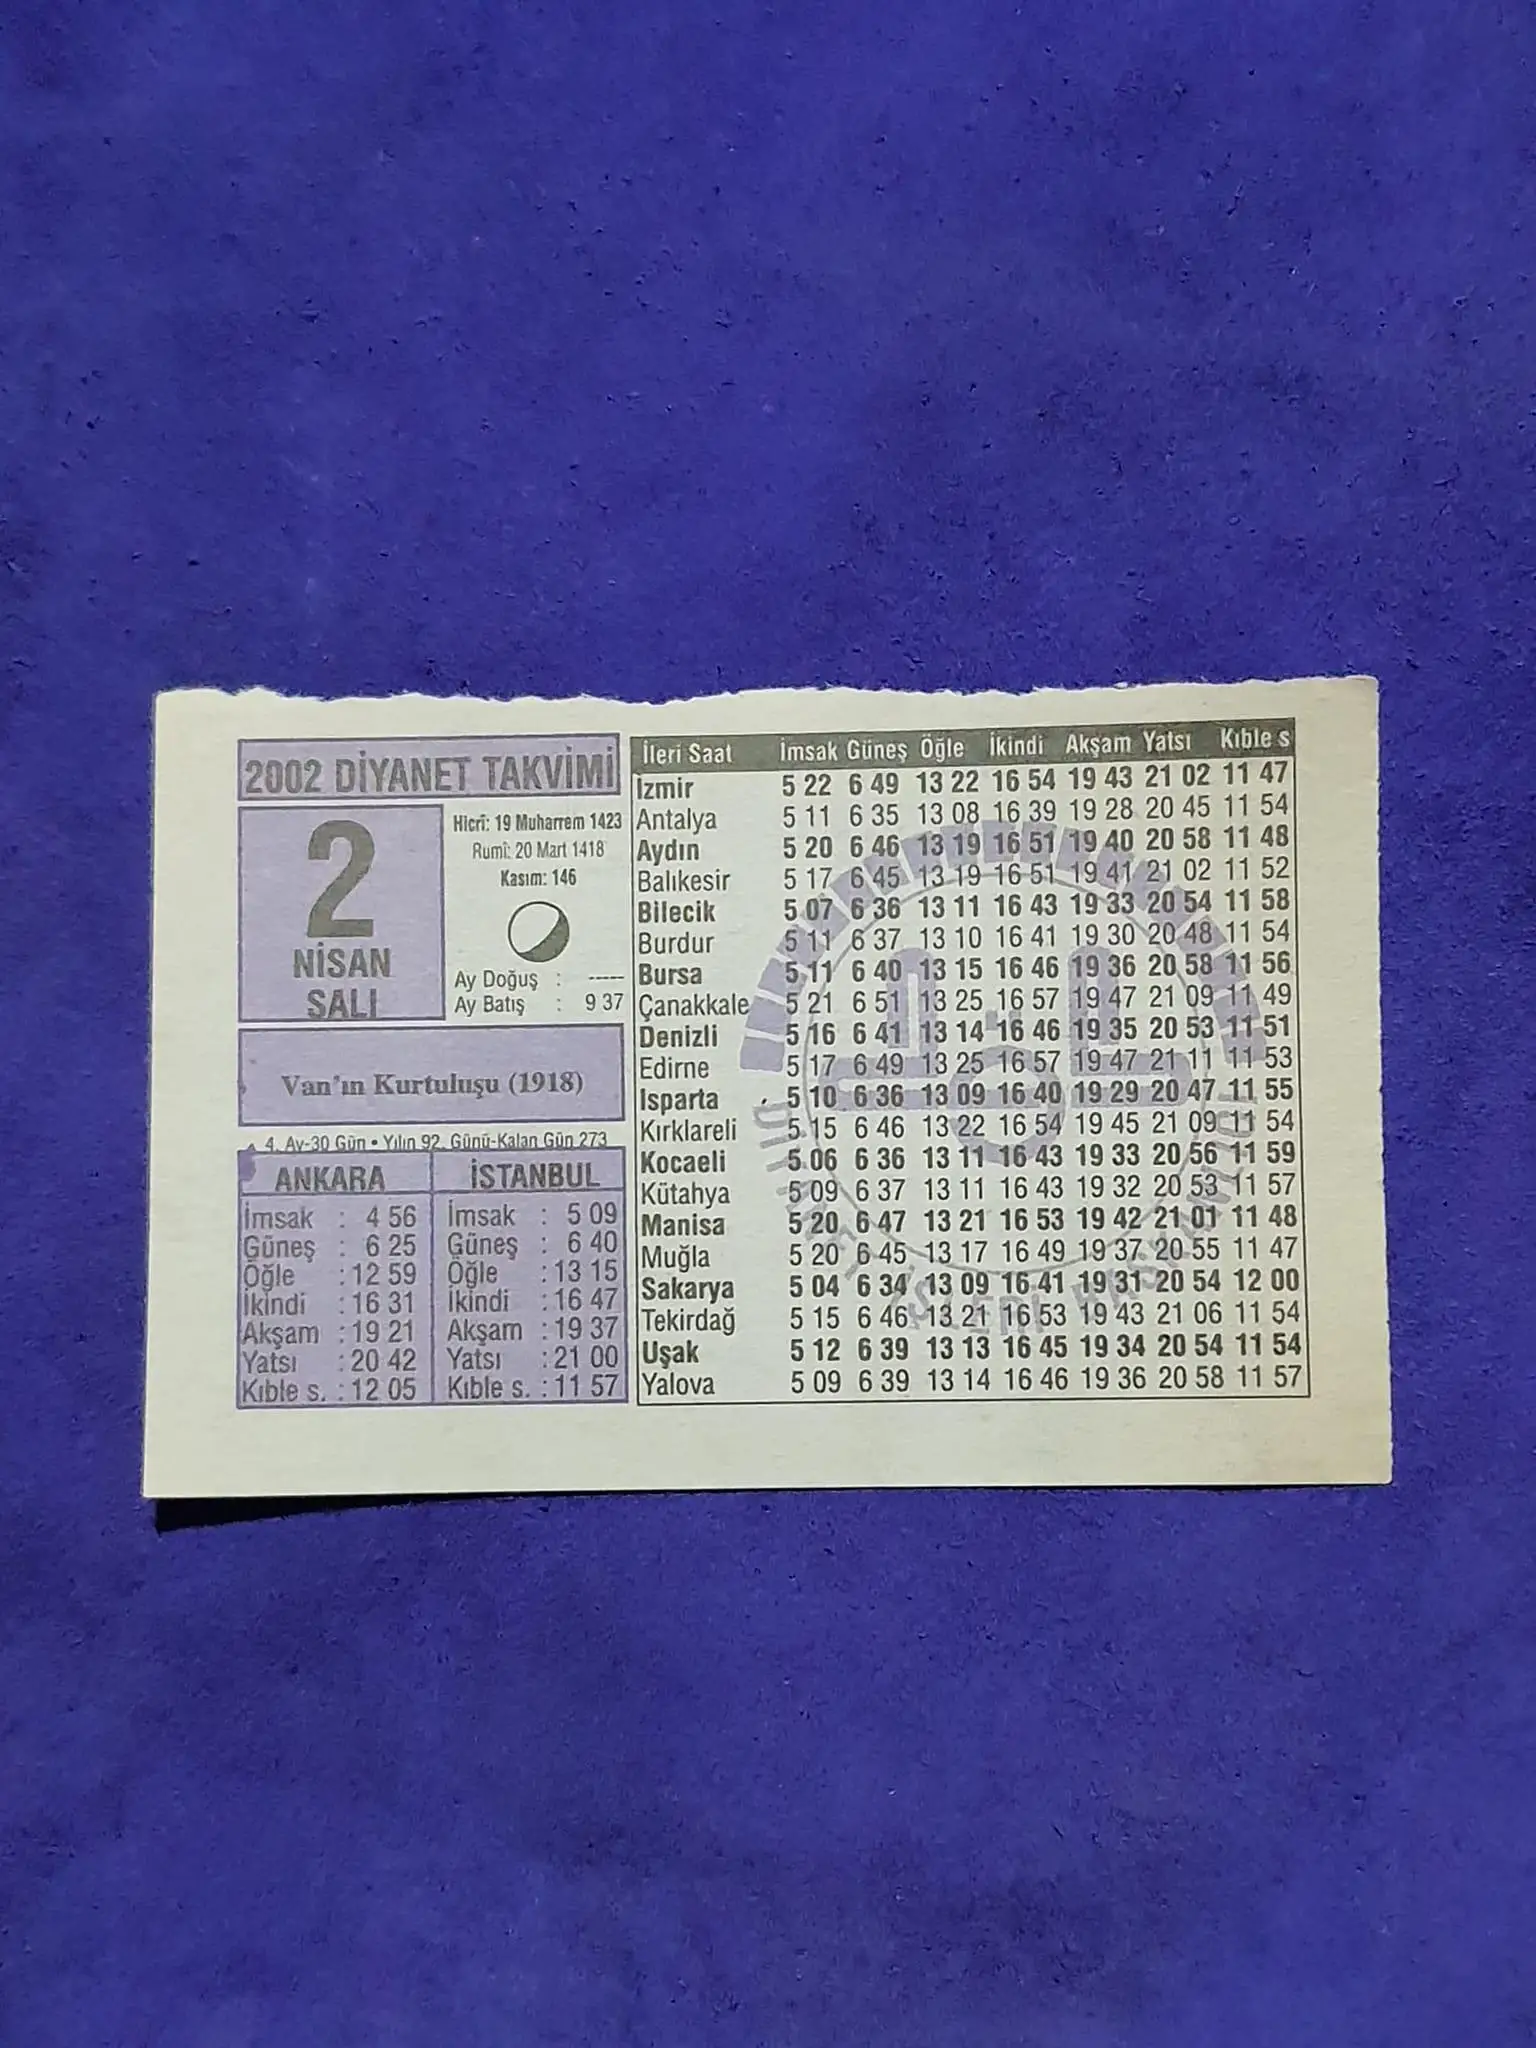 2002 DİYANET TAKVİMİ
2
NİSAN
SALI
Hicrî: 19 Muharrem 1423
Rumî: 20 Mart 1418
Kasım: 146
Ay Doğuş : -----
Ay Batış : 9 37
Van'ın Kurtuluşu (1918)
4. Ay-30 Gün • Yılın 92. Günü-Kalan Gün 273
ANKARA
İmsak : 4 56
Güneş : 6 25
Öğle : 12 59
İkindi : 16 31
Akşam : 19 21
Yatsı : 20 42
Kıble s. : 12 05
İSTANBUL
İmsak : 5 09
Güneş : 6 40
Öğle : 13 15
İkindi : 16 47
Akşam : 19 37
Yatsı : 21 00
Kıble s. : 11 57
İleri Saat İmsak Güneş Öğle İkindi Akşam Yatsı Kıble s
İzmir 5 22 6 49 13 22 16 54 19 43 21 02 11 47
Antalya 5 11 6 35 13 08 16 39 19 28 20 45 11 54
Aydın 5 20 6 46 13 19 16 51 19 40 20 58 11 48
Balıkesir 5 17 6 45 13 19 16 51 19 41 21 02 11 52
Bilecik 5 07 6 36 13 11 16 43 19 33 20 54 11 58
Burdur 5 11 6 37 13 10 16 41 19 30 20 48 11 54
Bursa 5 11 6 40 13 15 16 46 19 36 20 58 11 56
Çanakkale 5 21 6 51 13 25 16 57 19 47 21 09 11 49
Denizli 5 16 6 41 13 14 16 46 19 35 20 53 11 51
Edirne 5 17 6 49 13 25 16 57 19 47 21 11 11 53
Isparta 5 10 6 36 13 09 16 40 19 29 20 47 11 55
Kırklareli 5 15 6 46 13 22 16 54 19 45 21 09 11 54
Kocaeli 5 06 6 36 13 11 16 43 19 33 20 56 11 59
Kütahya 5 09 6 37 13 11 16 43 19 32 20 53 11 57
Manisa 5 20 6 47 13 21 16 53 19 42 21 01 11 48
Muğla 5 20 6 45 13 17 16 49 19 37 20 55 11 47
Sakarya 5 04 6 34 13 09 16 41 19 31 20 54 12 00
Tekirdağ 5 15 6 46 13 21 16 53 19 43 21 06 11 54
Uşak 5 12 6 39 13 13 16 45 19 34 20 54 11 54
Yalova 5 09 6 39 13 14 16 46 19 36 20 58 11 57